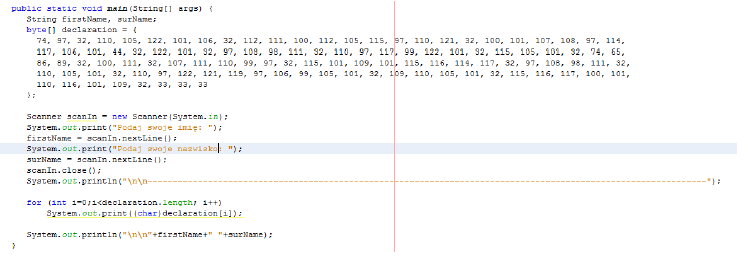 public static void main(String[] args) {
String firstName, surName;
byte[] declaration = {
74, 97, 32, 110, 105, 122, 101, 106, 32, 112, 111, 100, 112, 105, 115, 97, 110, 121, 32, 100, 101, 107, 108, 97, 114,
117, 106, 101, 44, 32, 122, 101, 32, 97, 108, 98, 111, 32, 110, 97, 117, 99, 122, 101, 32, 115, 105, 101, 32, 74, 65,
86, 89, 32, 100, 111, 32, 107, 111, 110, 99, 97, 32, 115, 101, 109, 101, 115, 116, 114, 117, 32, 97, 108, 98, 111, 32,
110, 105, 101, 32, 110, 97, 122, 121, 119, 97, 106, 99, 105, 101, 32, 109, 110, 105, 101, 32, 115, 116, 117, 100, 101,
110, 116, 101, 109, 32, 33, 33, 33
};
Scanner scanIn = new Scanner(System.in);
System.out.print("Podaj swoje imię: ");
firstName = scanIn.nextLine();
System.out.print("Podaj swoje nazwisko: ");
surName = scanIn.nextLine();
scanIn.close();
System.out.println("\n\n---------------------------------------------------------------------------------------------");
for (int i=0;i<declaration.length; i++)
System.out.print((char)declaration[i]);
System.out.println("\n\n"+firstName+" "+surName);
}